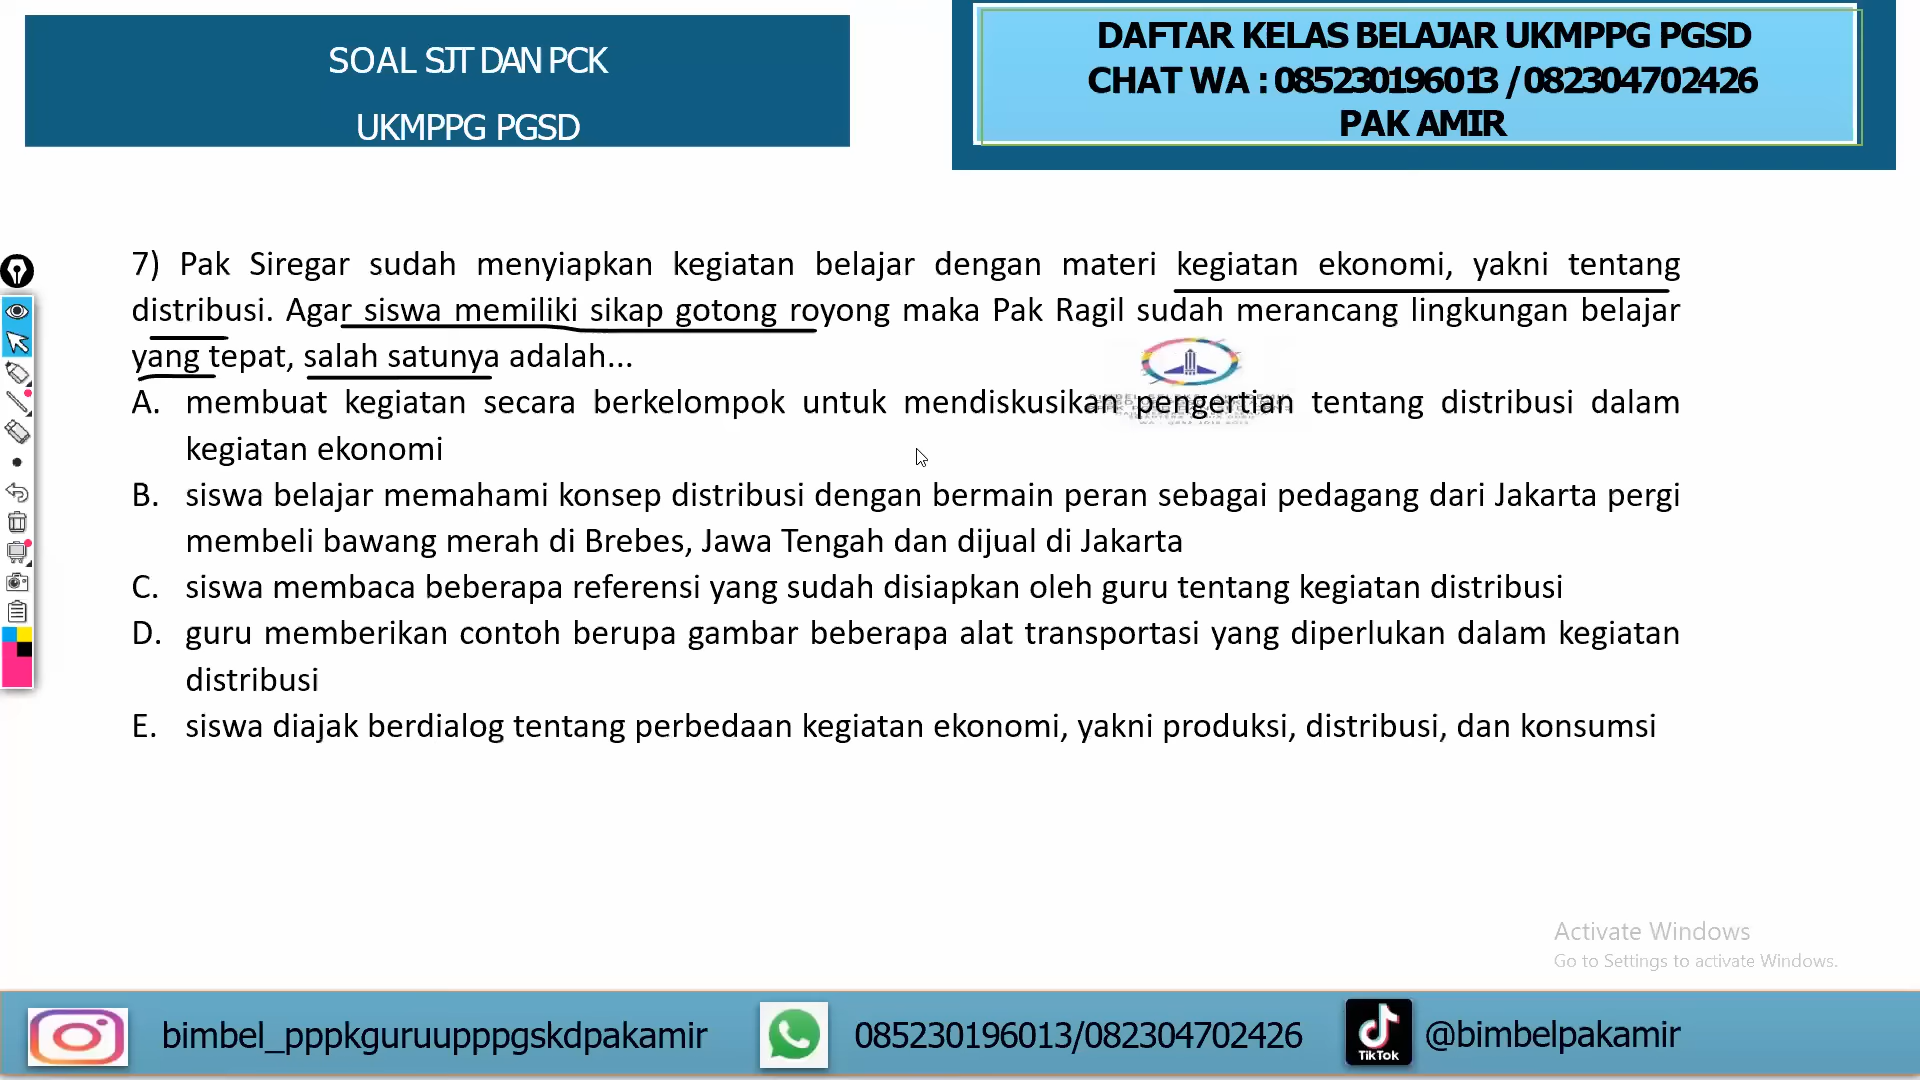 SOAL SJT DAN PCK
UKMPPG PGSD
DAFTAR KELAS BELAJAR UKMPPG PGSD
CHAT WA : 085230196013 / 082304702426
PAK AMIR
7) Pak Siregar sudah menyiapkan kegiatan belajar dengan materi kegiatan ekonomi, yakni tentang
distribusi. Agar siswa memiliki sikap gotong royong maka Pak Ragil sudah merancang lingkungan belajar
yang tepat, salah satunya adalah...
A. membuat kegiatan secara berkelompok untuk mendiskusikan pengertian tentang distribusi dalam
kegiatan ekonomi
B. siswa belajar memahami konsep distribusi dengan bermain peran sebagai pedagang dari Jakarta pergi
membeli bawang merah di Brebes, Jawa Tengah dan dijual di Jakarta
C. siswa membaca beberapa referensi yang sudah disiapkan oleh guru tentang kegiatan distribusi
D. guru memberikan contoh berupa gambar beberapa alat transportasi yang diperlukan dalam kegiatan
distribusi
E. siswa diajak berdialog tentang perbedaan kegiatan ekonomi, yakni produksi, distribusi, dan konsumsi
Activate Windows
Go to Settings to activate Windows.
bimbel_pppkguruupppgskdpakamir
085230196013/082304702426
TikTok
@bimbelpakamir